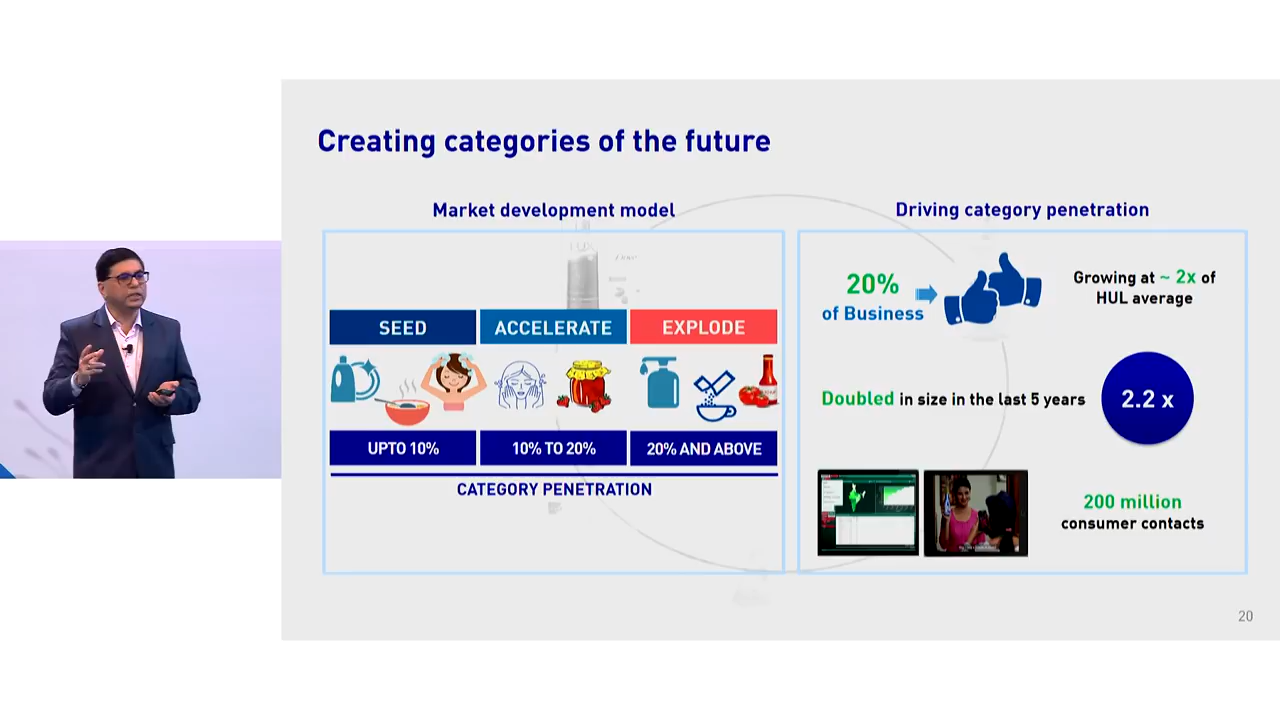 Creating categories of the future
Market development model
SEED
ACCELERATE
EXPLODE
UPTO 10%
10% TO 20%
20% AND ABOVE
CATEGORY PENETRATION
Driving category penetration
20%
of Business
Growing at ~ 2x of
HUL average
Doubled in size in the last 5 years
2.2 x
200 million
consumer contacts
20